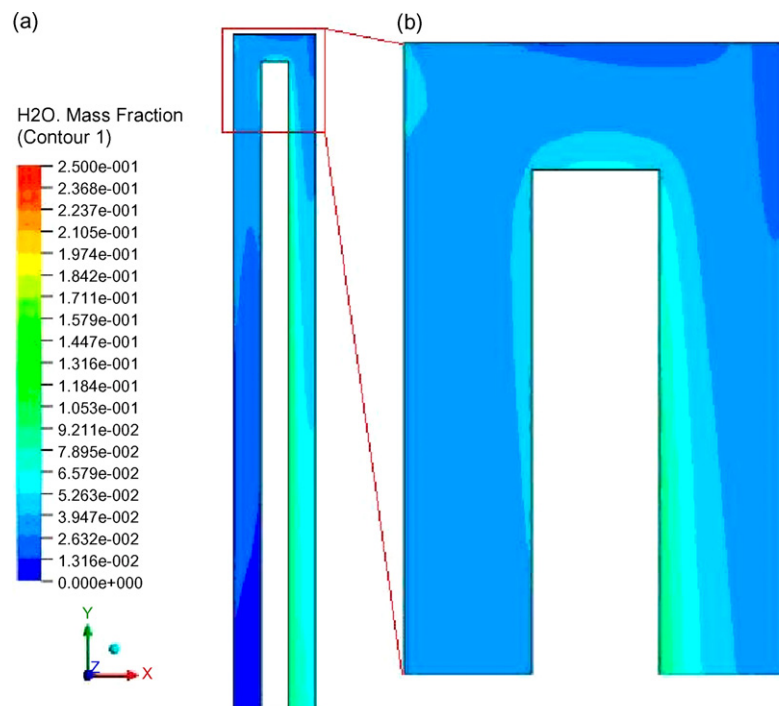 (a)
(b)
H2O. Mass Fraction
(Contour 1)
2.500e-001
2.368e-001
2.237e-001
2.105e-001
1.974e-001
1.842e-001
1.711e-001
1.579e-001
1.447e-001
1.316e-001
1.184e-001
1.053e-001
9.211e-002
7.895e-002
6.579e-002
5.263e-002
3.947e-002
2.632e-002
1.316e-002
0.000e+000
Y
Z
X